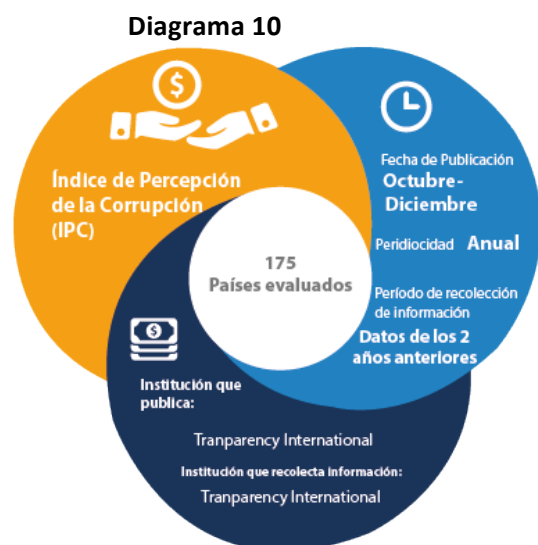 Diagrama 10
$
Índice de Percepción
de la Corrupción
(IPC)
Fecha de Publicación
Octubre-
Diciembre
Peridiocidad Anual
Período de recolección
de información
Datos de los 2
años anteriores
175
Países evaluados
$
Institución que
publica:
Tranparency International
Institución que recolecta información:
Tranparency International